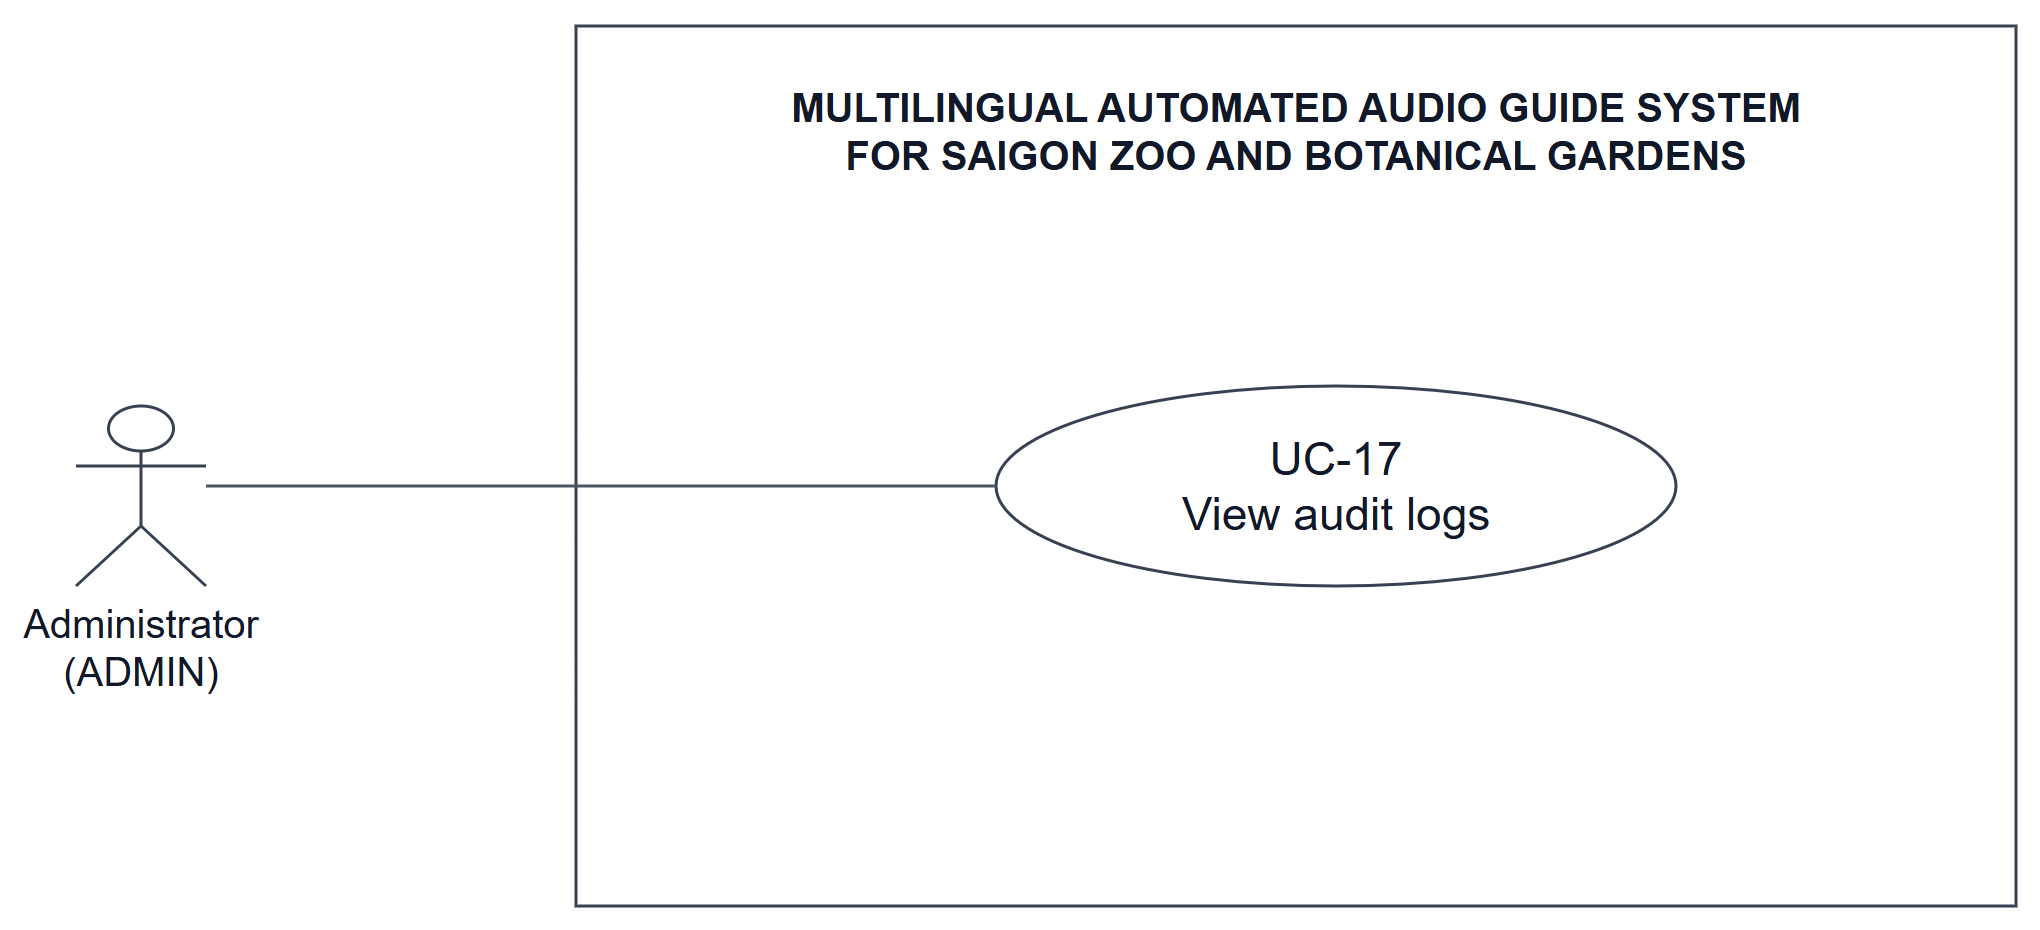 MULTILINGUAL AUTOMATED AUDIO GUIDE SYSTEM
FOR SAIGON ZOO AND BOTANICAL GARDENS
UC-17
View audit logs
Administrator
(ADMIN)